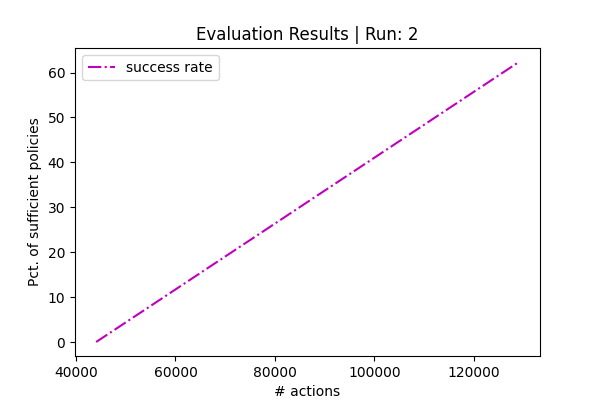 Evaluation Results | Run: 2
success rate
Pct. of sufficient policies
60
50
40
30
20
10
0
40000 60000 80000 100000 120000
# actions